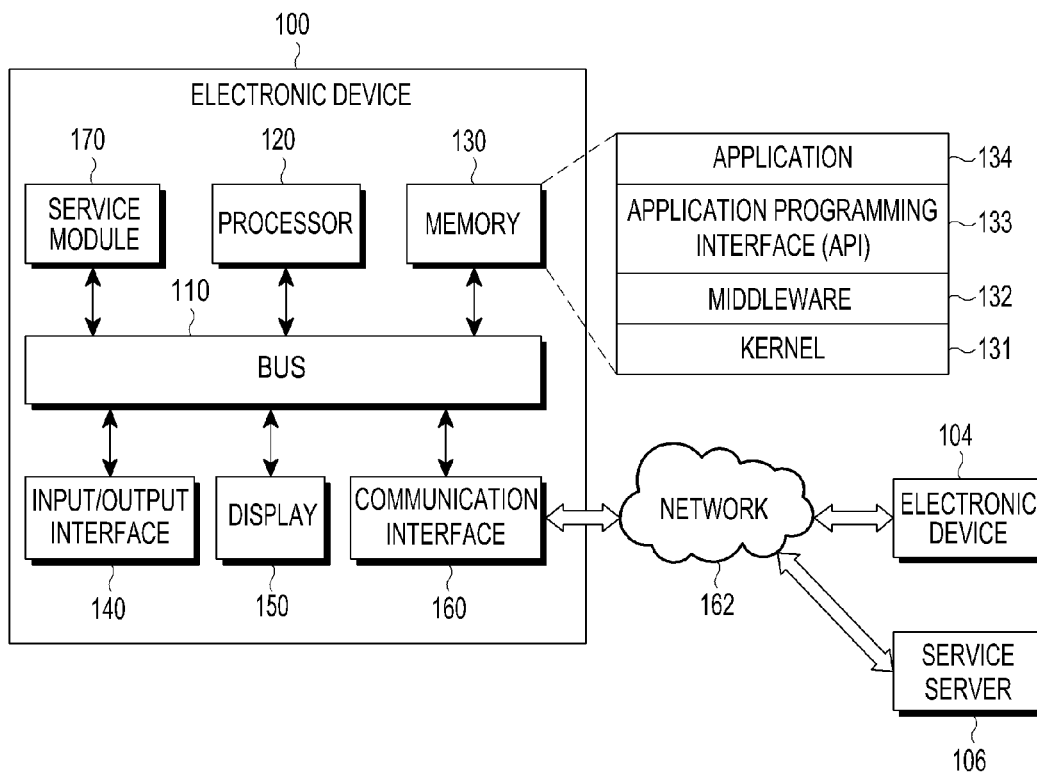 100
ELECTRONIC DEVICE
170
120
130
SERVICE
MODULE
PROCESSOR
MEMORY
APPLICATION
134
APPLICATION PROGRAMMING
INTERFACE (API)
133
MIDDLEWARE
132
KERNEL
131
110
BUS
INPUT/OUTPUT
INTERFACE
DISPLAY
COMMUNICATION
INTERFACE
140
150
160
NETWORK
162
104
ELECTRONIC
DEVICE
SERVICE
SERVER
106